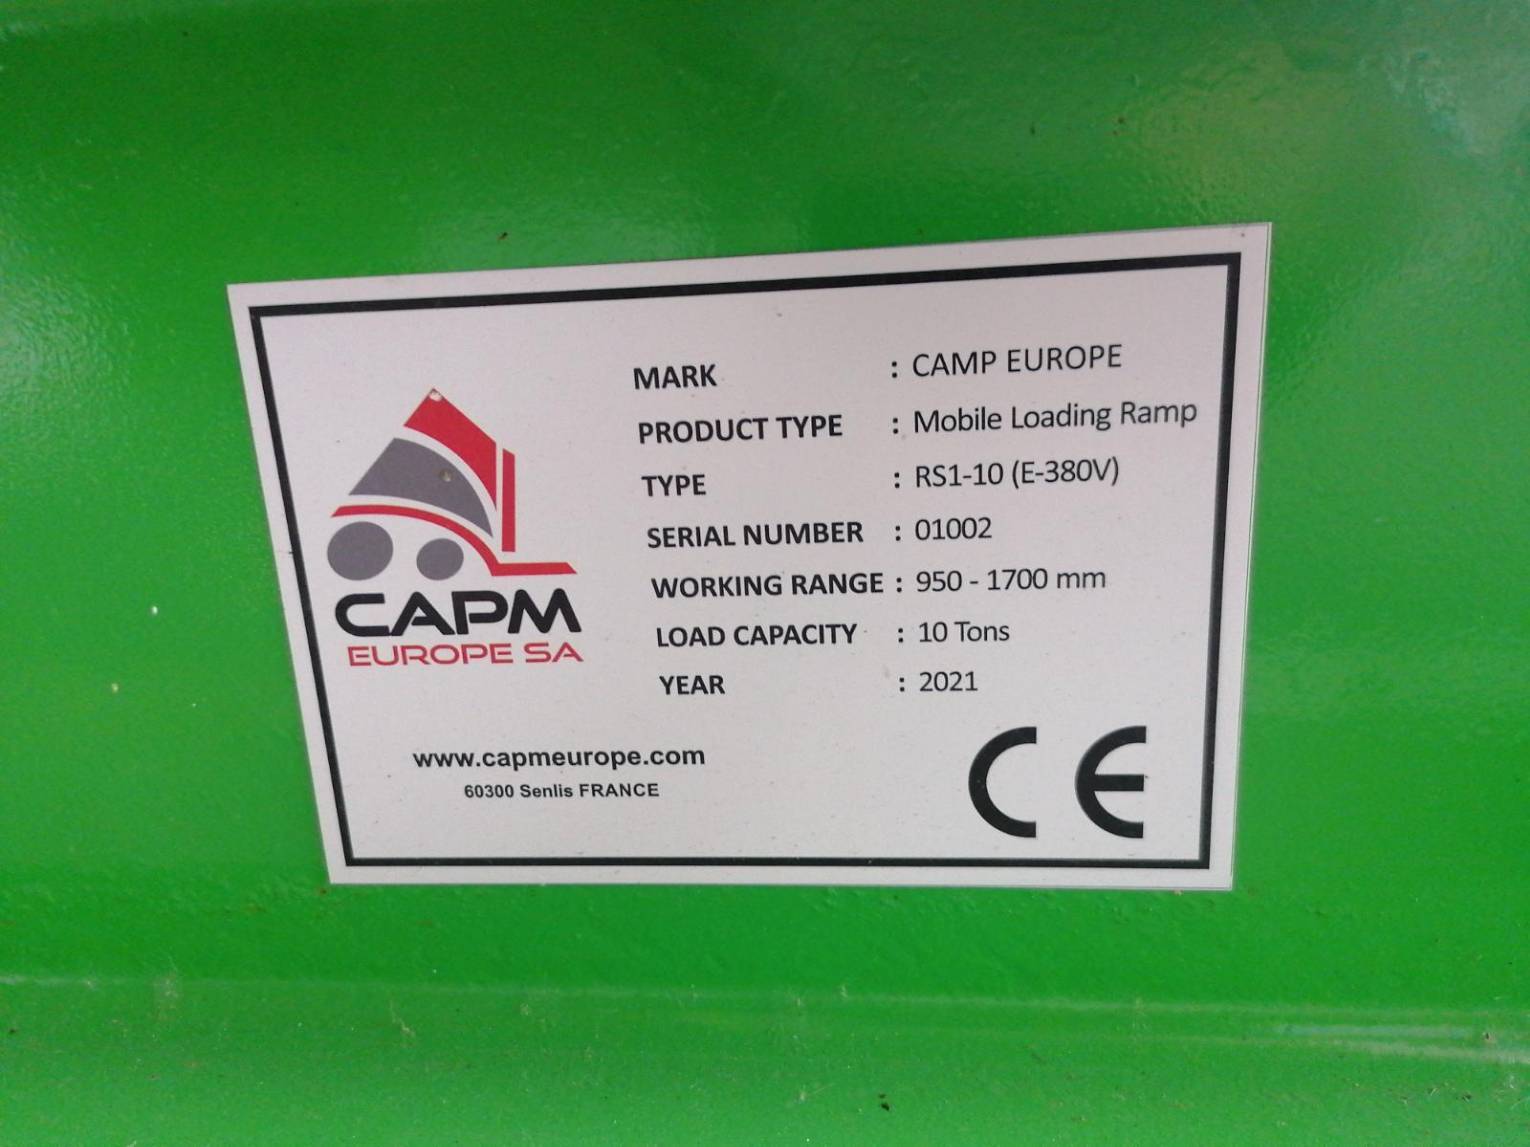 MARK : CAMP EUROPE
PRODUCT TYPE : Mobile Loading Ramp
TYPE : RS1-10 (E-380V)
SERIAL NUMBER : 01002
WORKING RANGE : 950 - 1700 mm
LOAD CAPACITY : 10 Tons
YEAR : 2021
CAPM
EUROPE SA
www.capmeurope.com
60300 Senlis FRANCE
CE